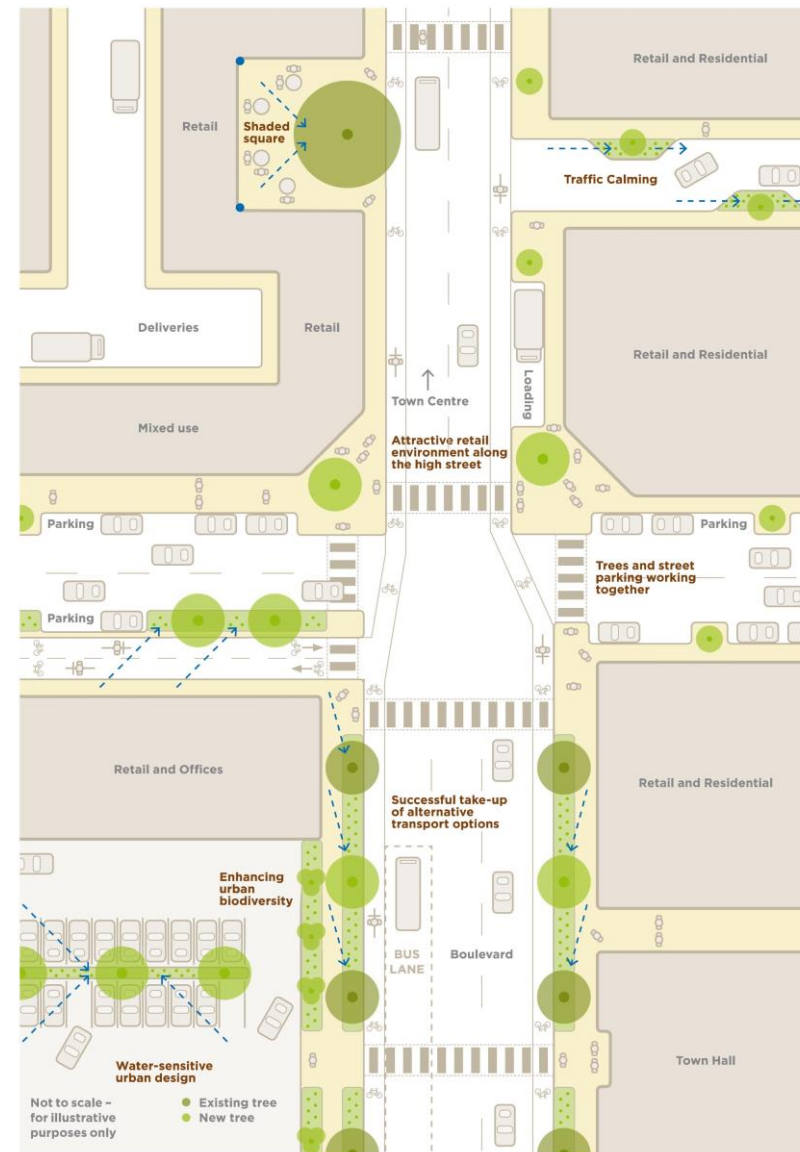 Retail and Residential
Retail
Shaded
square
Traffic Calming
Deliveries
Retail
Retail and Residential
Loading
Town Centre
Mixed use
Attractive retail
environment along
the high street
Parking
Parking
Trees and street
parking working
together
Parking
Retail and Offices
Retail and Residential
Successful take-up
of alternative
transport options
Enhancing
urban
biodiversity
BUS
LANE
Boulevard
Water-sensitive
urban design
Town Hall
Not to scale –
for illustrative
purposes only
Existing tree
New tree